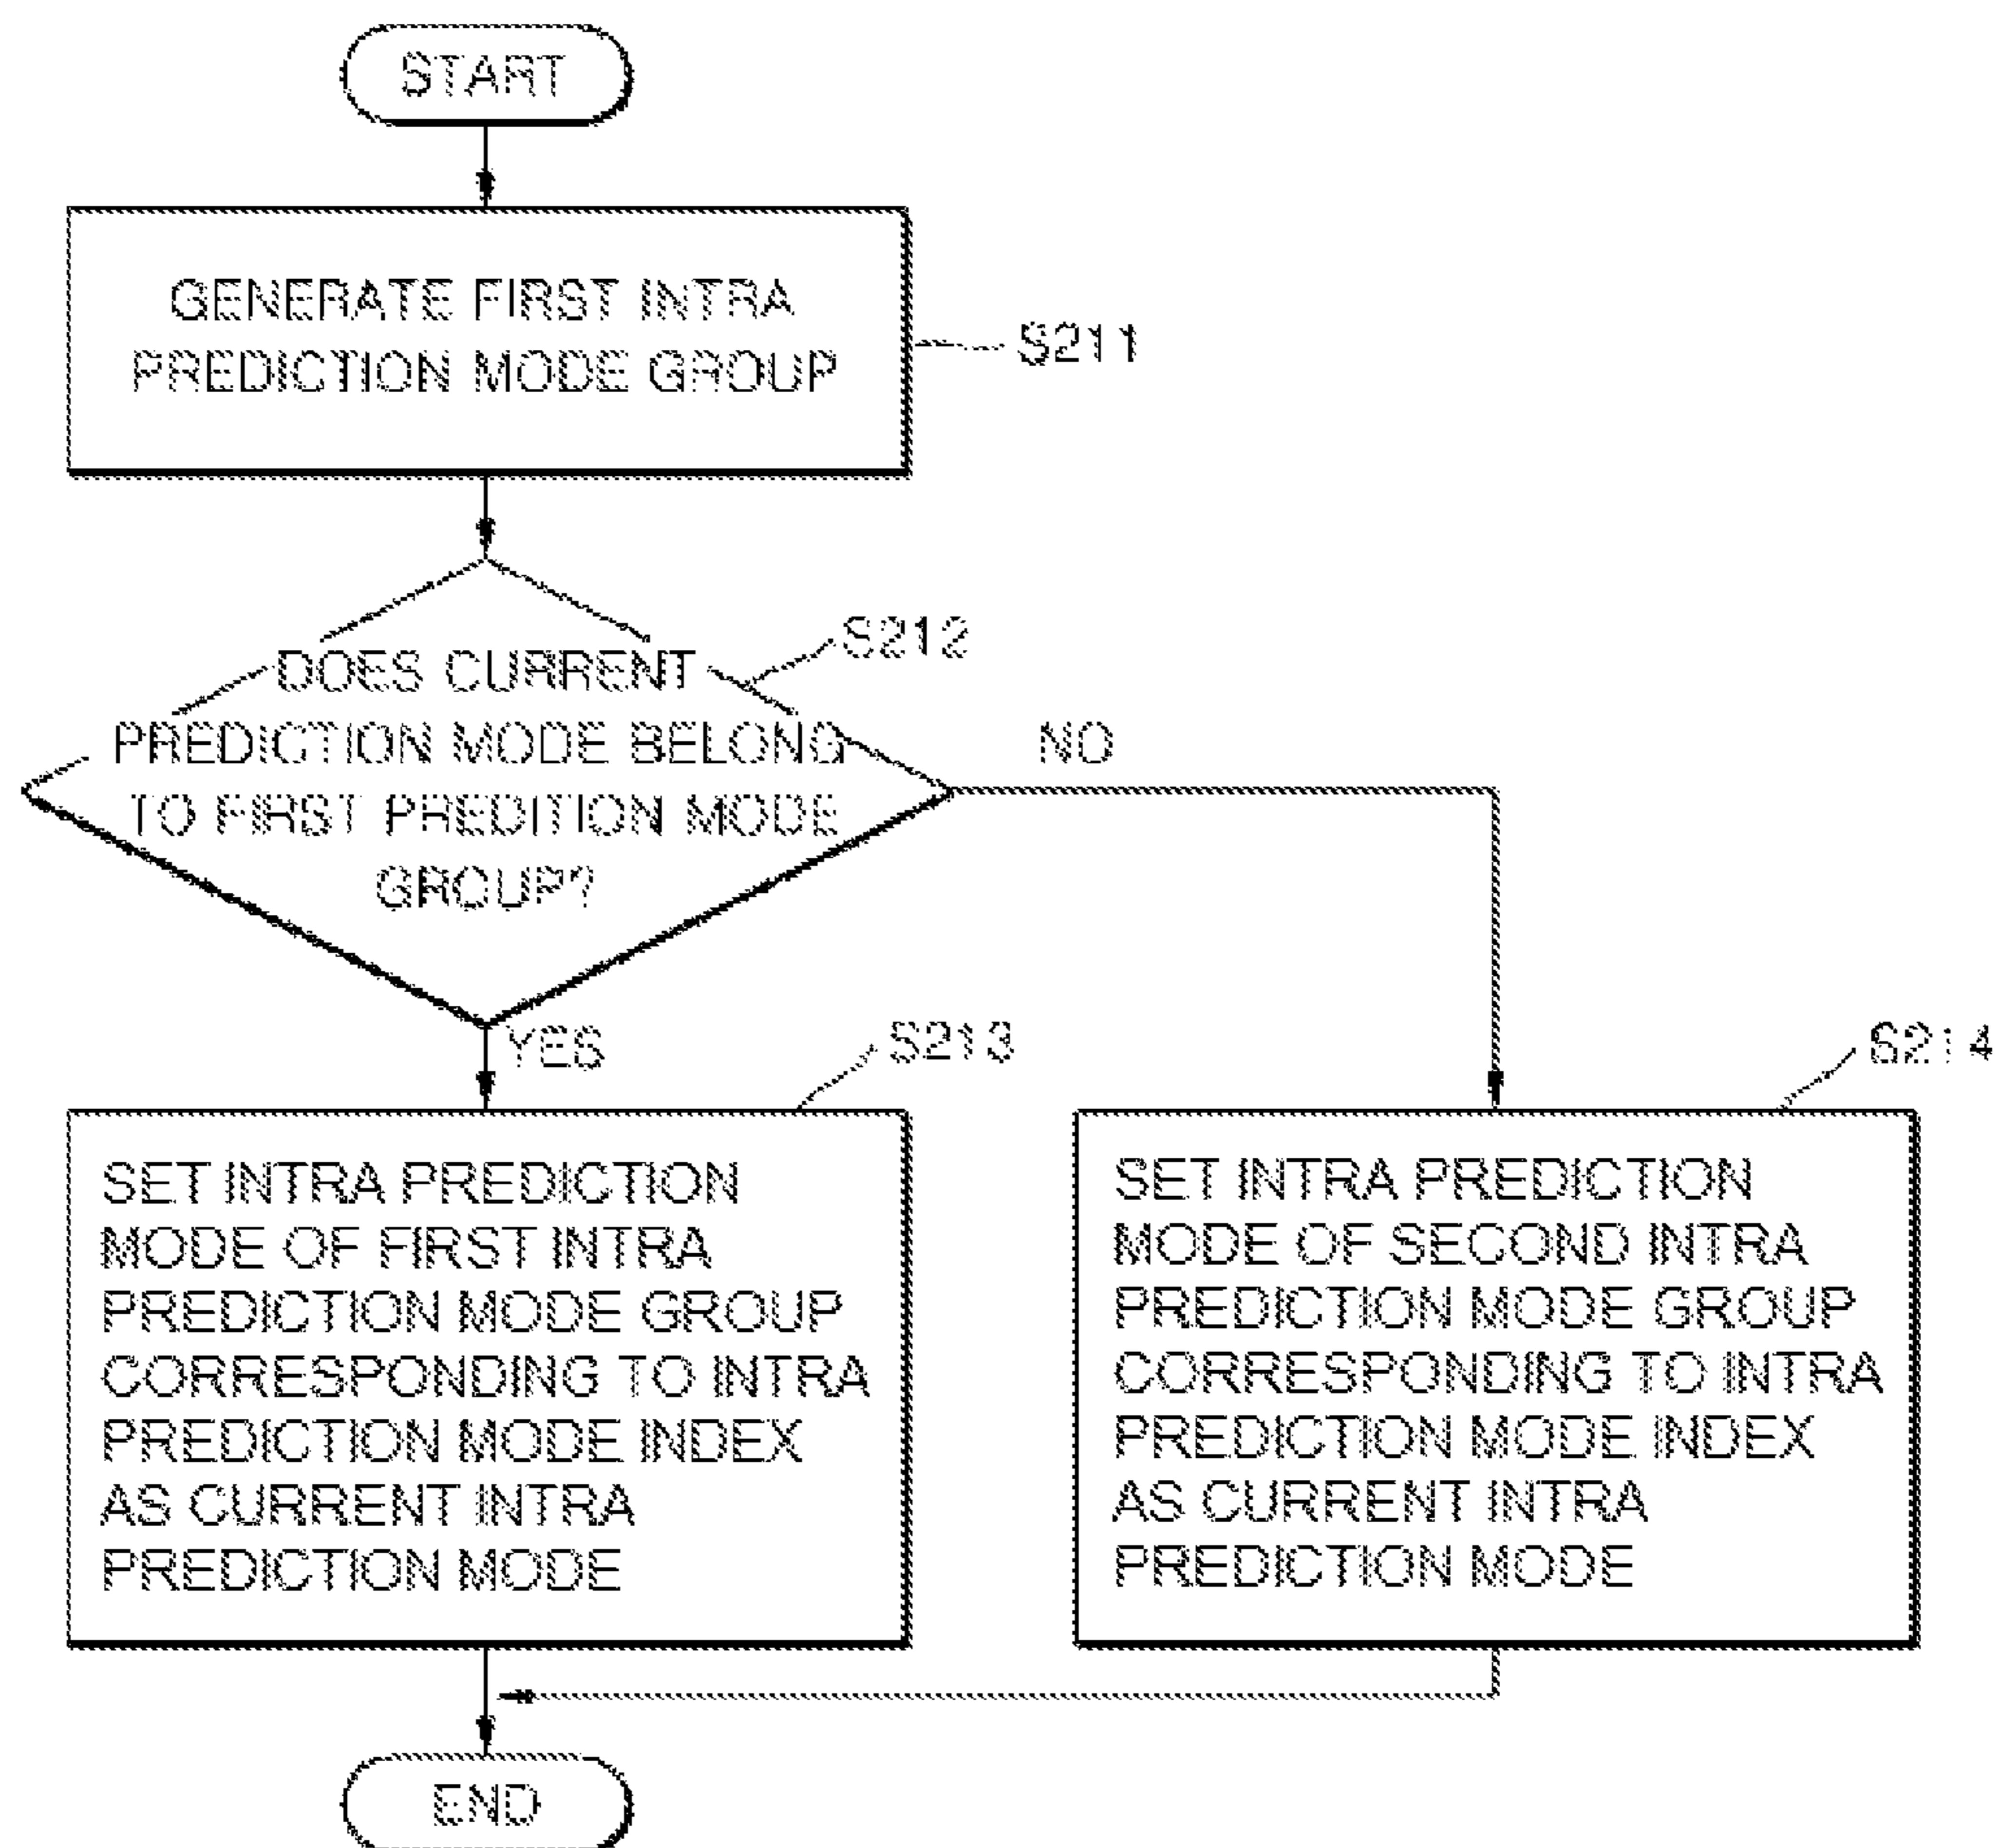 START
GENERATE FIRST INTRA
PREDICTION MODE GROUP
S211
DOES CURRENT
S212
PREDICTION MODE BELONG
NO
TO FIRST PREDITION MODE
GROUP?
YES
S213
S214
SET INTRA PREDICTION
MODE OF FIRST INTRA
PREDICTION MODE GROUP
CORRESPONDING TO INTRA
PREDICTION MODE INDEX
AS CURRENT INTRA
PREDICTION MODE
SET INTRA PREDICTION
MODE OF SECOND INTRA
PREDICTION MODE GROUP
CORRESPONDING TO INTRA
PREDICTION MODE INDEX
AS CURRENT INTRA
PREDICTION MODE
END